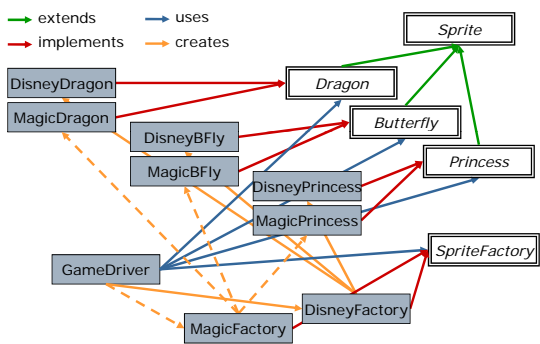 extends
uses
implements
creates
Sprite
DisneyDragon
Dragon
MagicDragon
Butterfly
DisneyBFly
Princess
MagicBFly
DisneyPrincess
MagicPrincess
SpriteFactory
GameDriver
DisneyFactory
MagicFactory